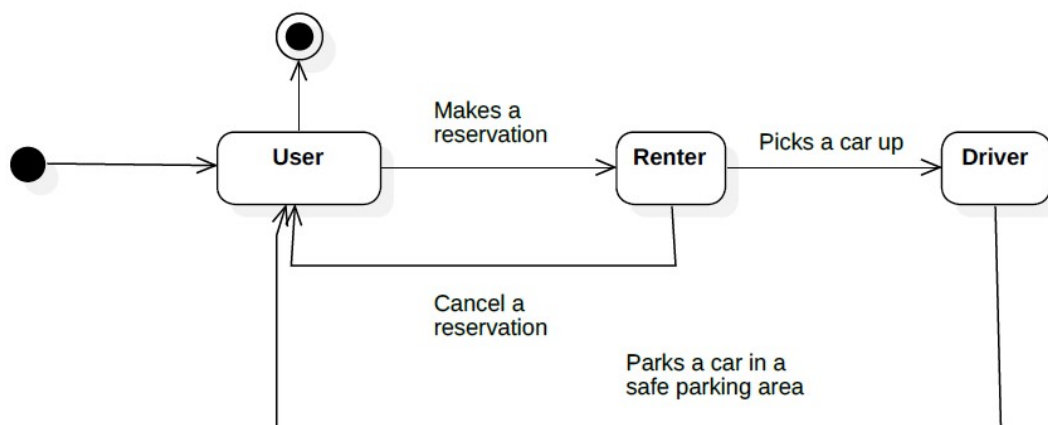 Makes a
reservation
User
Renter
Picks a car up
Driver
Cancel a
reservation
Parks a car in a
safe parking area